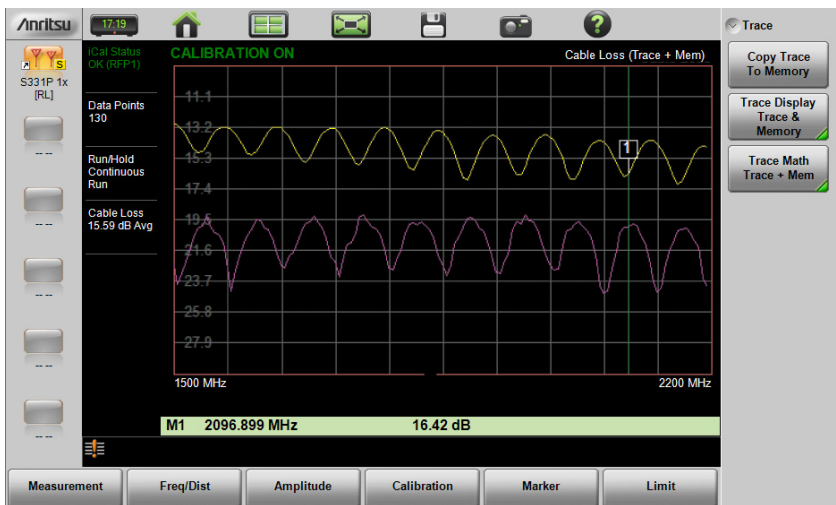 Anritsu
17:19
?
Trace
S
S331P 1x
[RL]
-- --
-- --
-- --
-- --
-- --
iCal Status
OK (RFP1)
Data Points
130
Run/Hold
Continuous
Run
Cable Loss
15.59 dB Avg
CALIBRATION ON
Cable Loss (Trace + Mem)
11.1
13.2
15.3
17.4
19.5
21.6
23.7
25.8
27.9
1
1500 MHz
2200 MHz
M1 2096.899 MHz 16.42 dB
Copy Trace
To Memory
Trace Display
Trace &
Memory
Trace Math
Trace + Mem
Measurement
Freq/Dist
Amplitude
Calibration
Marker
Limit